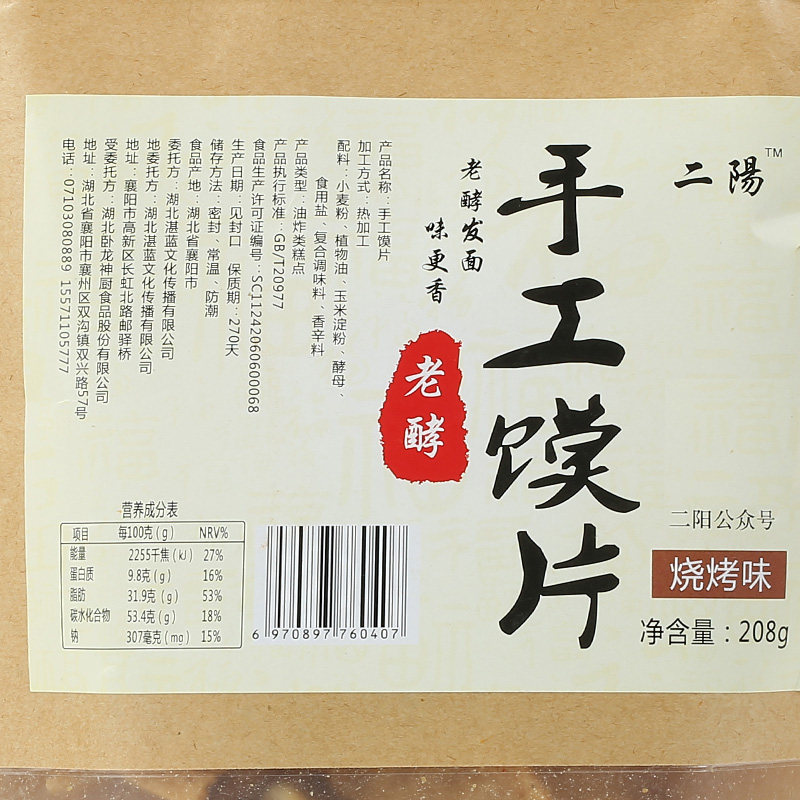 二陽™
手工馍片
老酵发面
味更香
老酵
二阳公众号
烧烤味
净含量：208g
产品名称：手工馍片
加工方式：热加工
配料：小麦粉、植物油、玉米淀粉、酵母、
食用盐、复合调味料、香辛料
产品类型：油炸类糕点
产品执行标准：GB/T20977
食品生产许可证编号：SC11242060600068
生产日期：见封口 保质期：270天
储存方法：密封、常温、防潮
食品产地：湖北省襄阳市
委托方：湖北湛蓝文化传播有限公司
地委托方：湖北湛蓝文化传播有限公司
地址：襄阳市高新区长虹北路邮驿桥
受委托方：湖北卧龙神厨食品股份有限公司
地址：湖北省襄阳市襄州区双沟镇双兴路57号
电话：07103080889 15571105777
营养成分表
项目 每100克(g) NRV%
能量 2255千焦(kJ) 27%
蛋白质 9.8克(g) 16%
脂肪 31.9克(g) 53%
碳水化合物 53.4克(g) 18%
钠 307毫克(mg) 15%
6 970897 760407